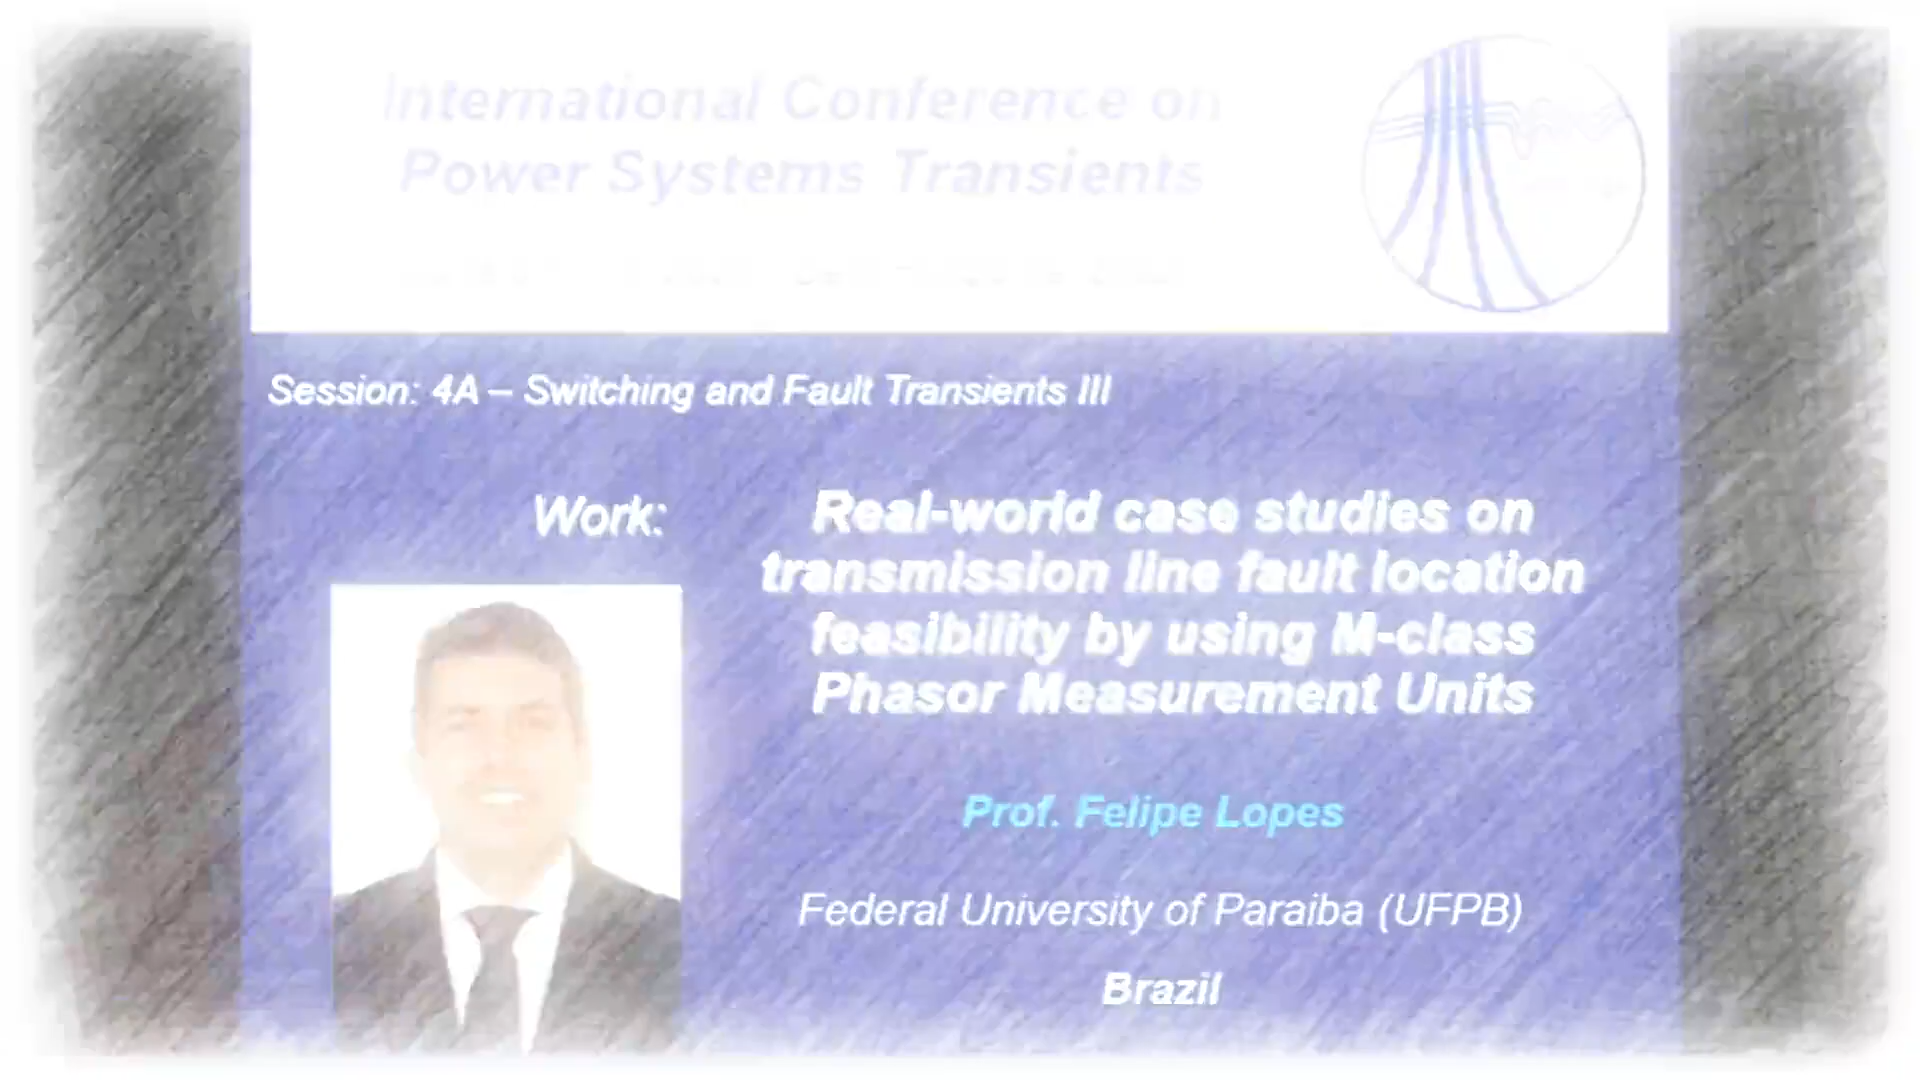 International Conference on
Power Systems Transients
Session: 4A – Switching and Fault Transients III
Work:
Real-world case studies on
transmission line fault location
feasibility by using M-class
Phasor Measurement Units
Prof. Felipe Lopes
Federal University of Paraiba (UFPB)
Brazil